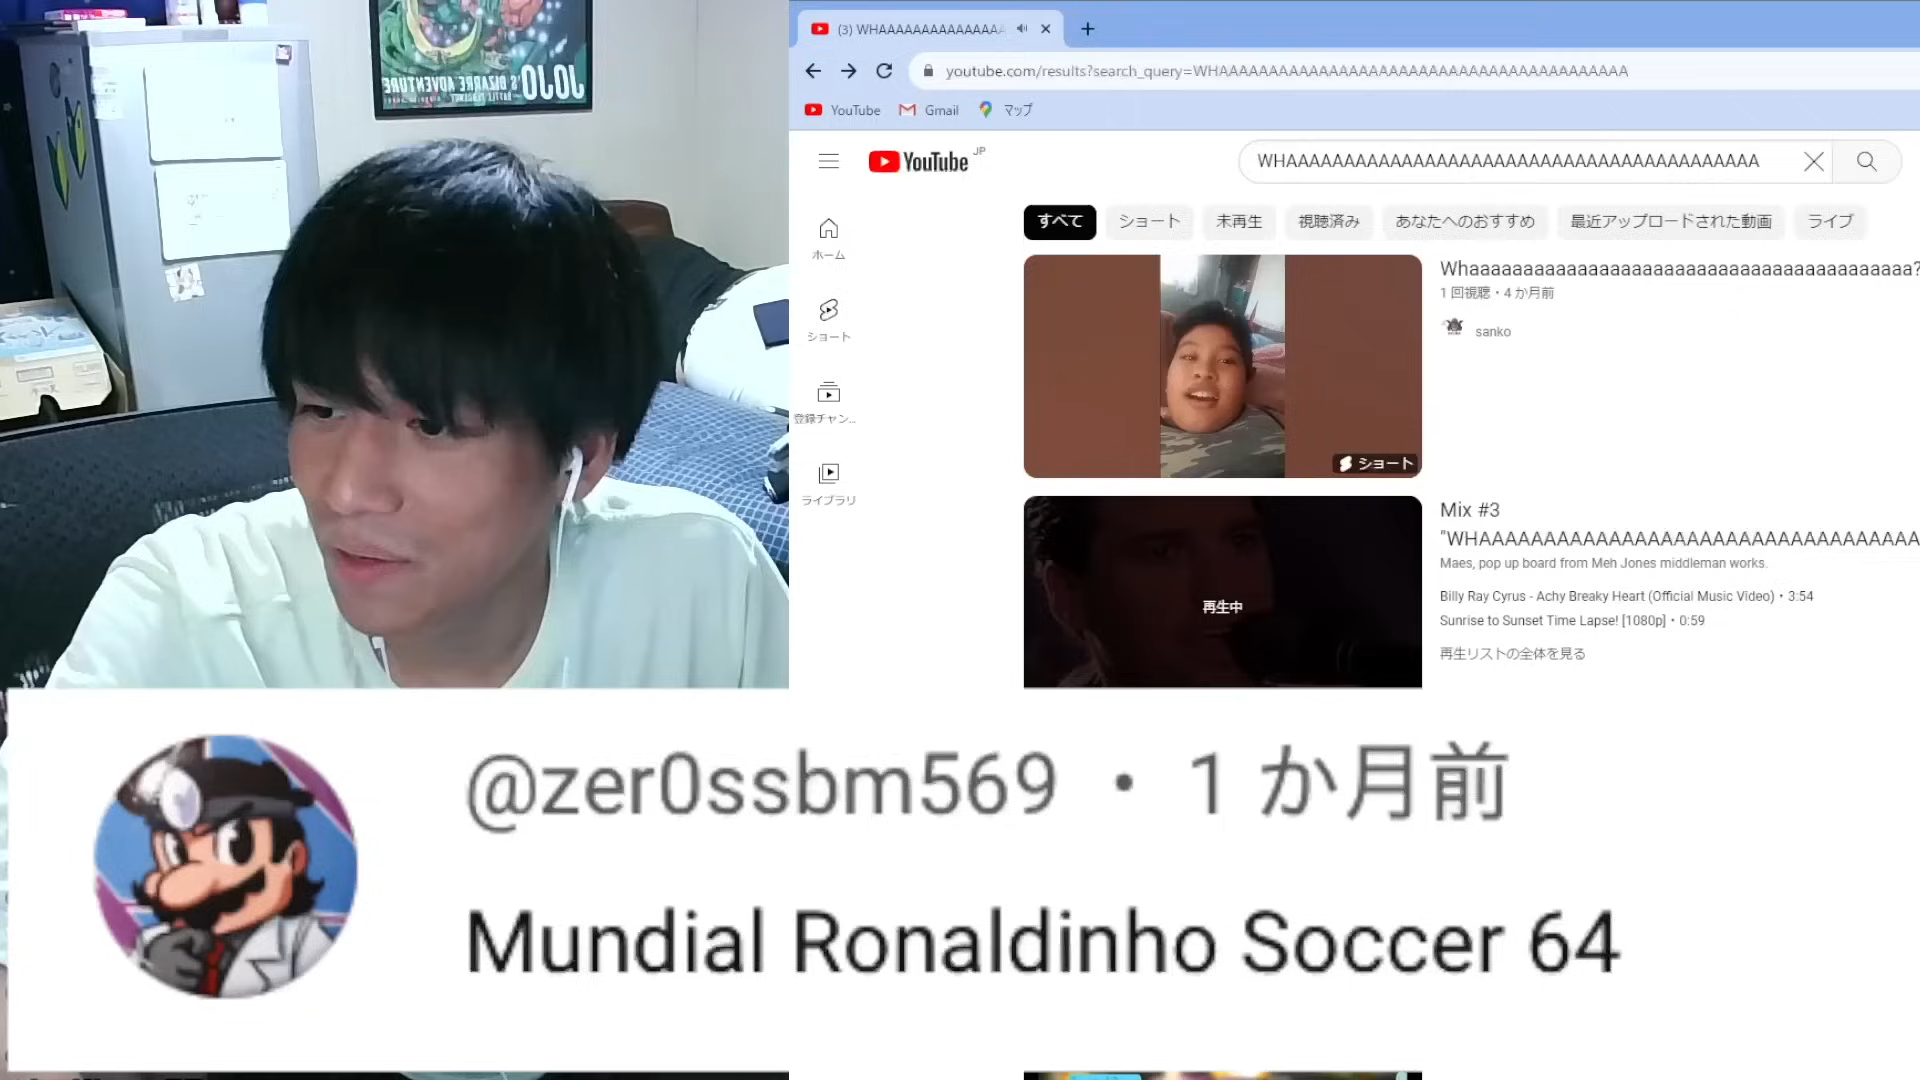 JOJO
'S BIZARRE ADVENTURE
(3) WHAAAAAAAAAAAAAA
youtube.com/results?search_query=WHAAAAAAAAAAAAAAAAAAAAAAAAAAAAAAAAAAAAAAAAA
YouTube
Gmail
マップ
YouTube JP
WHAAAAAAAAAAAAAAAAAAAAAAAAAAAAAAAAAAAAAAAAA
すべて
ショート
未再生
視聴済み
あなたへのおすすめ
最近アップロードされた動画
ライブ
ホーム
ショート
登録チャン...
ライブラリ
Whaaaaaaaaaaaaaaaaaaaaaaaaaaaaaaaaaaaaaaaaa?
1 回視聴・4 か月前
sanko
ショート
再生中
Mix #3
"WHAAAAAAAAAAAAAAAAAAAAAAAAAAAAAAAAAA
Maes, pop up board from Meh Jones middleman works.
Billy Ray Cyrus - Achy Breaky Heart (Official Music Video)・3:54
Sunrise to Sunset Time Lapse! [1080p]・0:59
再生リストの全体を見る
@zer0ssbm569・1 か月前
Mundial Ronaldinho Soccer 64